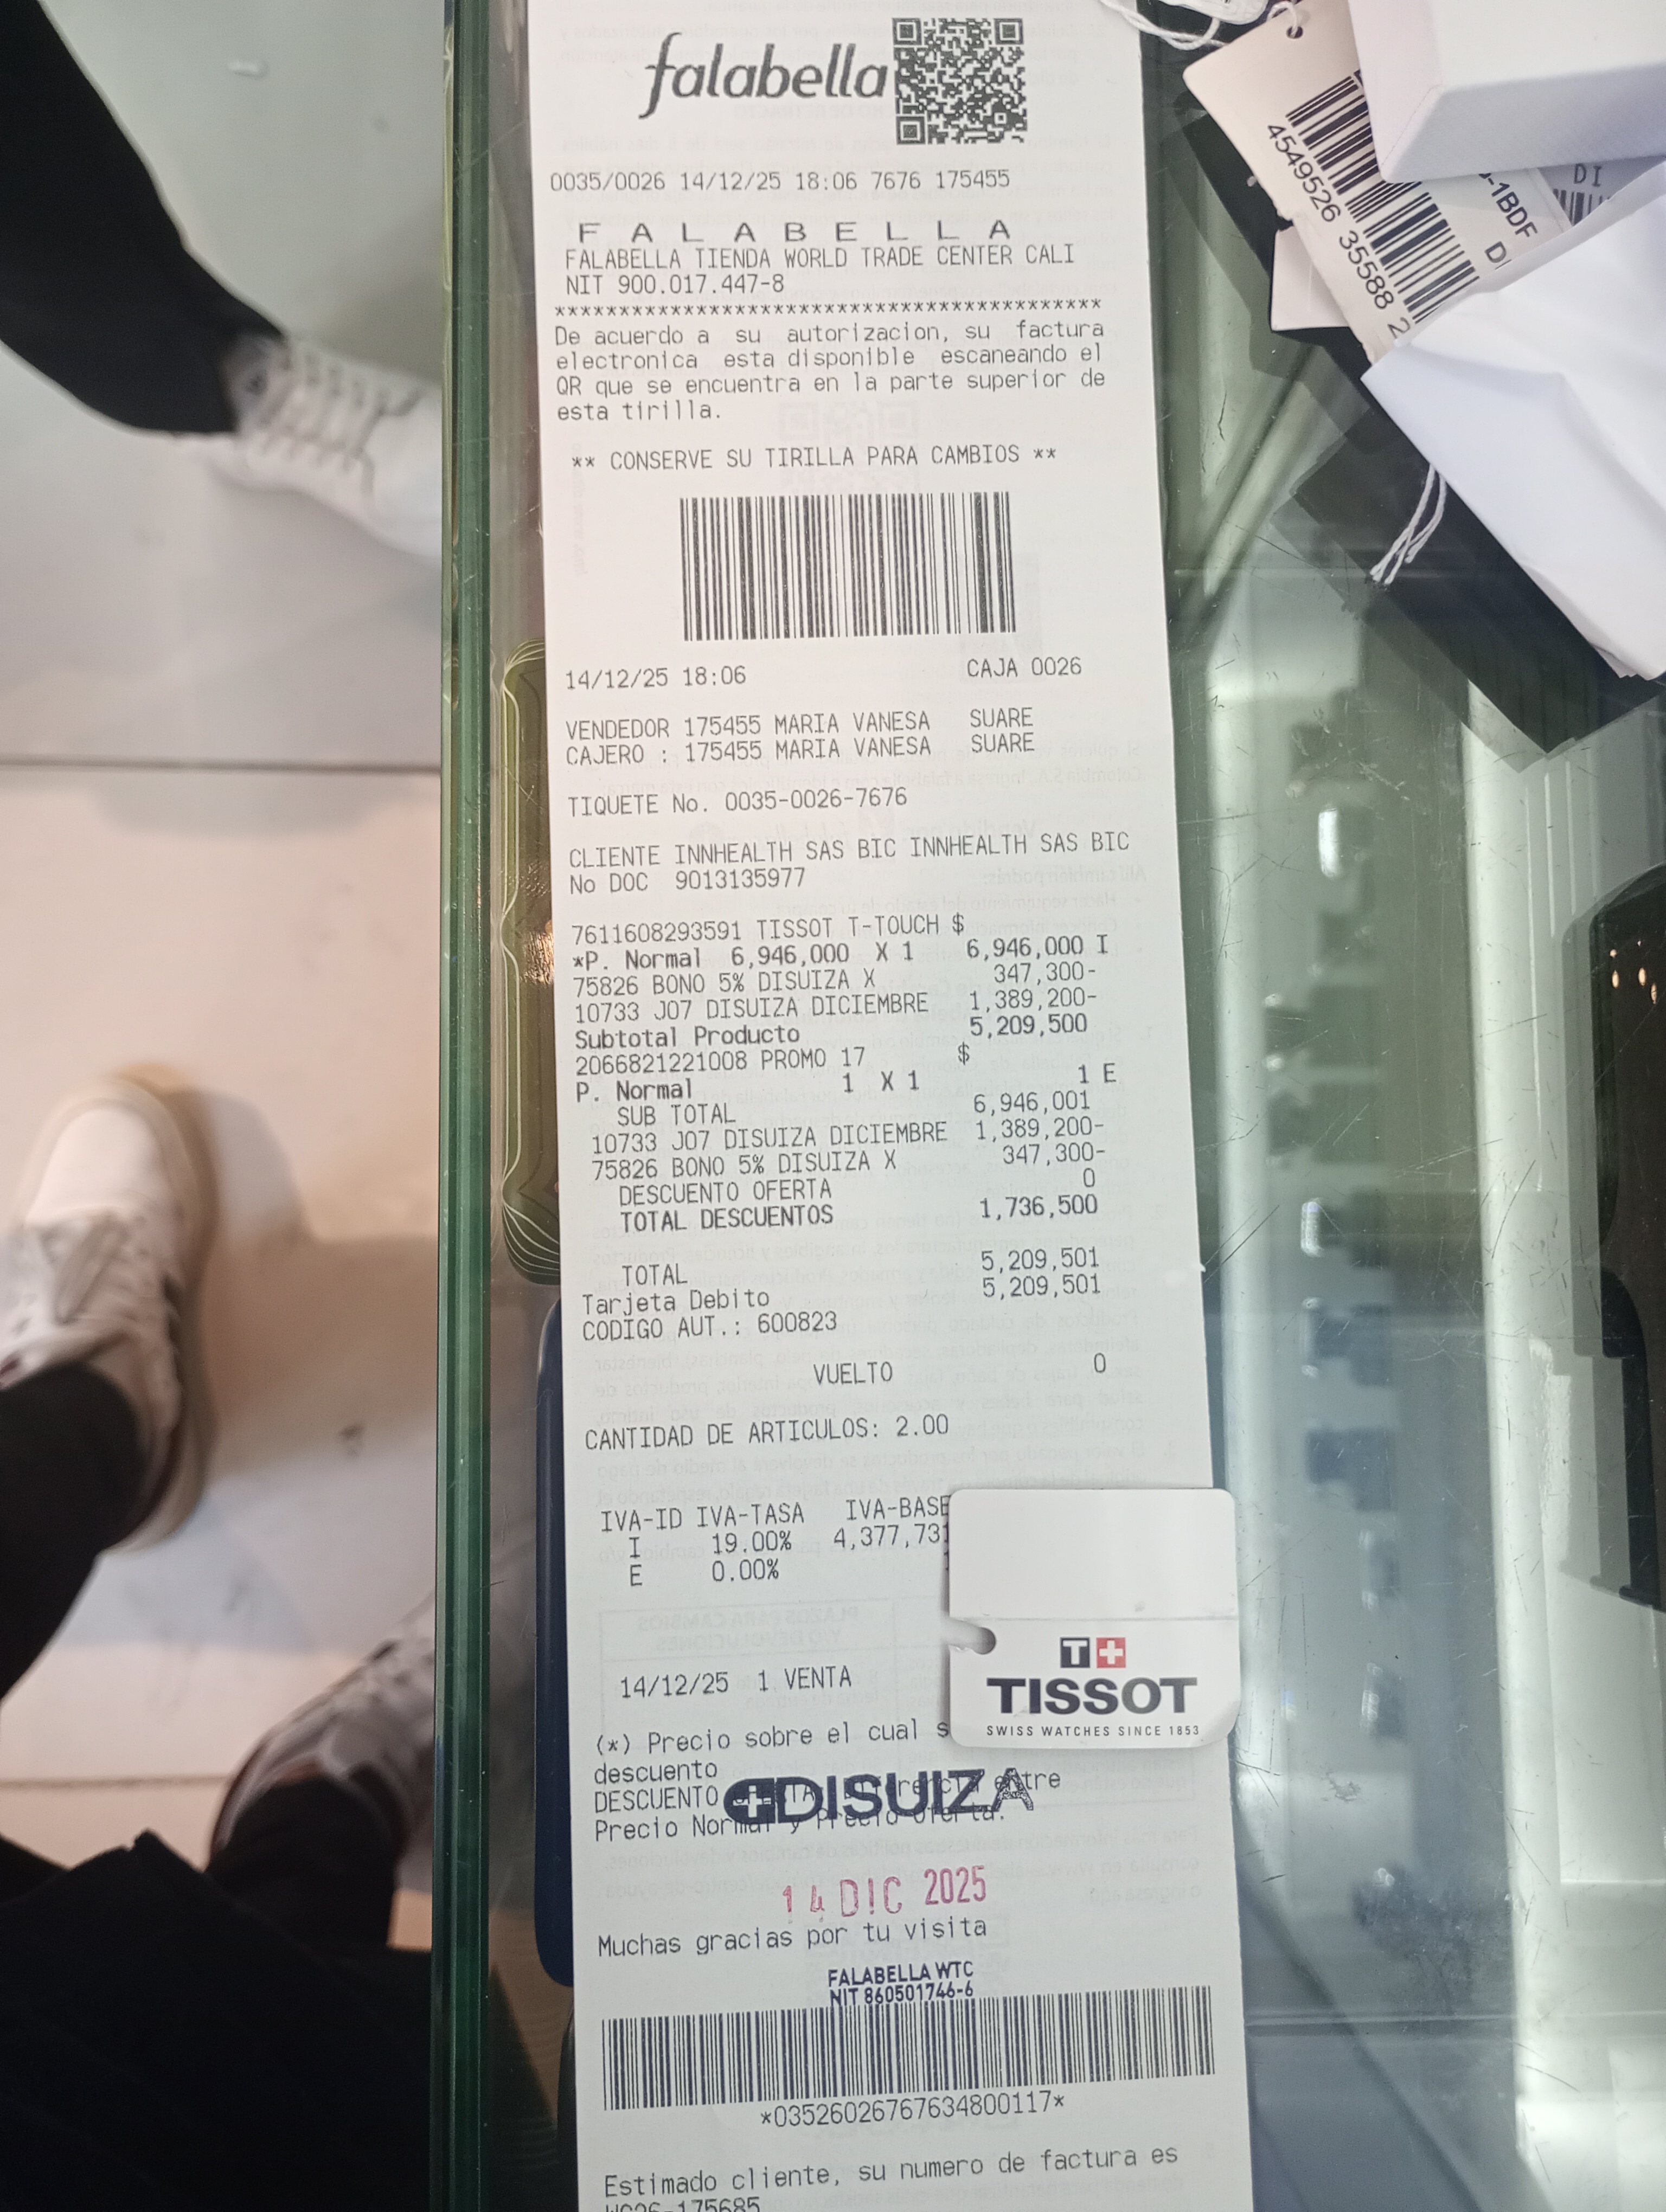 falabella
0035/0026 14/12/25 18:06 7676 175455
F A L A B E L L A
FALABELLA TIENDA WORLD TRADE CENTER CALI
NIT 900.017.447-8
******************************************
De acuerdo a su autorizacion, su factura
electronica esta disponible escaneando el
QR que se encuentra en la parte superior de
esta tirilla.
** CONSERVE SU TIRILLA PARA CAMBIOS **
14/12/25 18:06 CAJA 0026
VENDEDOR 175455 MARIA VANESA SUARE
CAJERO : 175455 MARIA VANESA SUARE
TIQUETE No. 0035-0026-7676
CLIENTE INNHEALTH SAS BIC INNHEALTH SAS BIC
No DOC 9013135977
7611608293591 TISSOT T-TOUCH $
*P. Normal 6,946,000 X 1 6,946,000 I
75826 BONO 5% DISUIZA X 347,300-
10733 J07 DISUIZA DICIEMBRE 1,389,200-
Subtotal Producto 5,209,500
2066821221008 PROMO 17 $
P. Normal 1 X 1 1 E
SUB TOTAL 6,946,001
10733 J07 DISUIZA DICIEMBRE 1,389,200-
75826 BONO 5% DISUIZA X 347,300-
DESCUENTO OFERTA 0
TOTAL DESCUENTOS 1,736,500
TOTAL 5,209,501
Tarjeta Debito 5,209,501
CODIGO AUT.: 600823
VUELTO 0
CANTIDAD DE ARTICULOS: 2.00
IVA-ID IVA-TASA IVA-BASE
I 19.00% 4,377,731
E 0.00%
14/12/25 1 VENTA
(*) Precio sobre el cual s
descuento
DESCUENTO entre
Precio Normal y Precio Oferta.
DISUIZA
14 DIC 2025
Muchas gracias por tu visita
FALABELLA WTC
NIT 860501746-6
*03526026767634800117*
Estimado cliente, su numero de factura es
WC26-175685
T+
TISSOT
SWISS WATCHES SINCE 1853
4549526 35588 2
-1BDF
DI